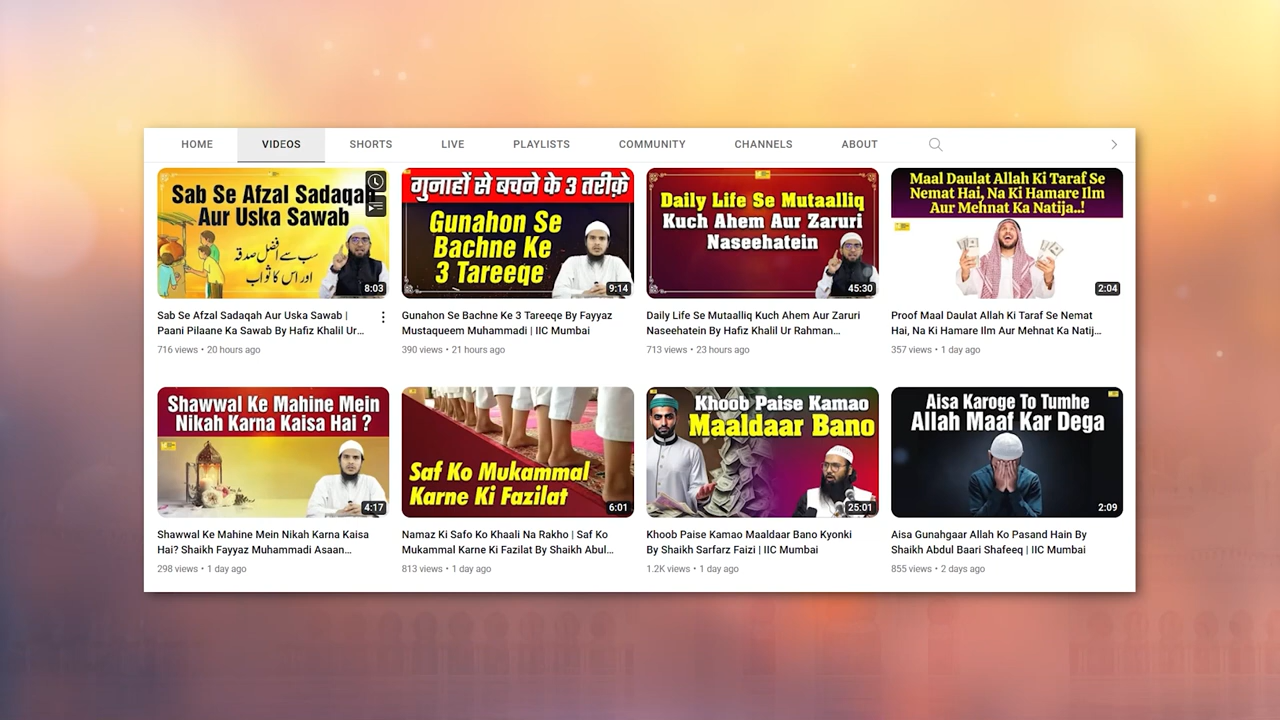 HOME VIDEOS SHORTS LIVE PLAYLISTS COMMUNITY CHANNELS ABOUT
Sab Se Afzal Sadaqah
Aur Uska Sawab
سب سے افضل صدقہ
اور اس کا ثواب
8:03
Sab Se Afzal Sadaqah Aur Uska Sawab |
Paani Pilaane Ka Sawab By Hafiz Khalil Ur...
716 views • 20 hours ago
गुनाहों से बचने के 3 तरीक़े
Gunahon Se
Bachne Ke
3 Tareeqe
9:14
Gunahon Se Bachne Ke 3 Tareeqe By Fayyaz
Mustaqueem Muhammadi | IIC Mumbai
390 views • 21 hours ago
Daily Life Se Mutaalliq
Kuch Ahem Aur Zaruri
Naseehatein
45:30
Daily Life Se Mutaalliq Kuch Ahem Aur Zaruri
Naseehatein By Hafiz Khalil Ur Rahman...
713 views • 23 hours ago
Maal Daulat Allah Ki Taraf Se
Nemat Hai, Na Ki Hamare Ilm
Aur Mehnat Ka Natija..!
2:04
Proof Maal Daulat Allah Ki Taraf Se Nemat
Hai, Na Ki Hamare Ilm Aur Mehnat Ka Natij...
357 views • 1 day ago
Shawwal Ke Mahine Mein
Nikah Karna Kaisa Hai ?
4:17
Shawwal Ke Mahine Mein Nikah Karna Kaisa
Hai? Shaikh Fayyaz Muhammadi Asaan...
298 views • 1 day ago
Saf Ko Mukammal
Karne Ki Fazilat
6:01
Namaz Ki Safo Ko Khaali Na Rakho | Saf Ko
Mukammal Karne Ki Fazilat By Shaikh Abul...
813 views • 1 day ago
Khoob Paise Kamao
Maaldaar Bano
25:01
Khoob Paise Kamao Maaldaar Bano Kyonki
By Shaikh Sarfarz Faizi | IIC Mumbai
1.2K views • 1 day ago
Aisa Karoge To Tumhe
Allah Maaf Kar Dega
2:09
Aisa Gunahgaar Allah Ko Pasand Hain By
Shaikh Abdul Baari Shafeeq | IIC Mumbai
855 views • 2 days ago